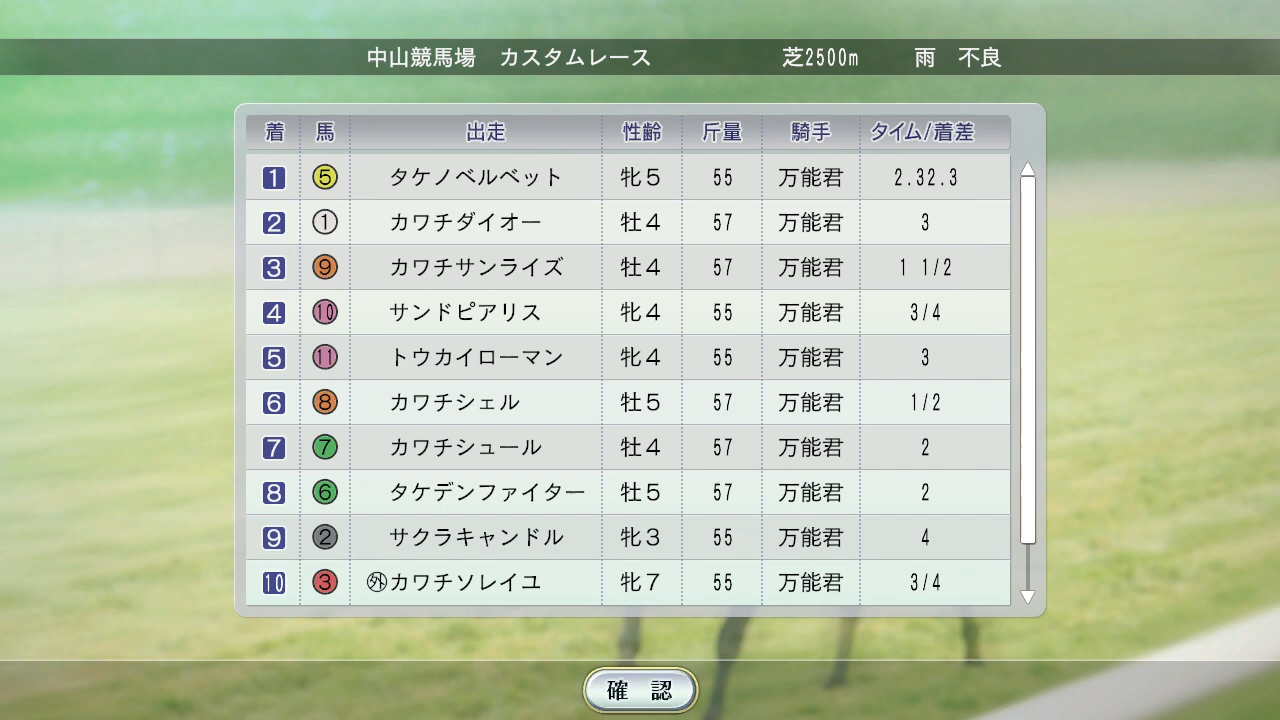 中山競馬場 カスタムレース 芝2500m 雨 不良
着 馬 出走 性齢 斤量 騎手 タイム/着差
1 5 タケノベルベット 牝5 55 万能君 2.32.3
2 1 カワチダイオー 牡4 57 万能君 3
3 9 カワチサンライズ 牡4 57 万能君 1 1/2
4 10 サンドピアリス 牝4 55 万能君 3/4
5 11 トウカイローマン 牝4 55 万能君 3
6 8 カワチシェル 牡5 57 万能君 1/2
7 7 カワチシュール 牡4 57 万能君 2
8 6 タケデンファイター 牡5 57 万能君 2
9 2 サクラキャンドル 牝3 55 万能君 4
10 3 外カワチソレイユ 牝7 55 万能君 3/4
確認